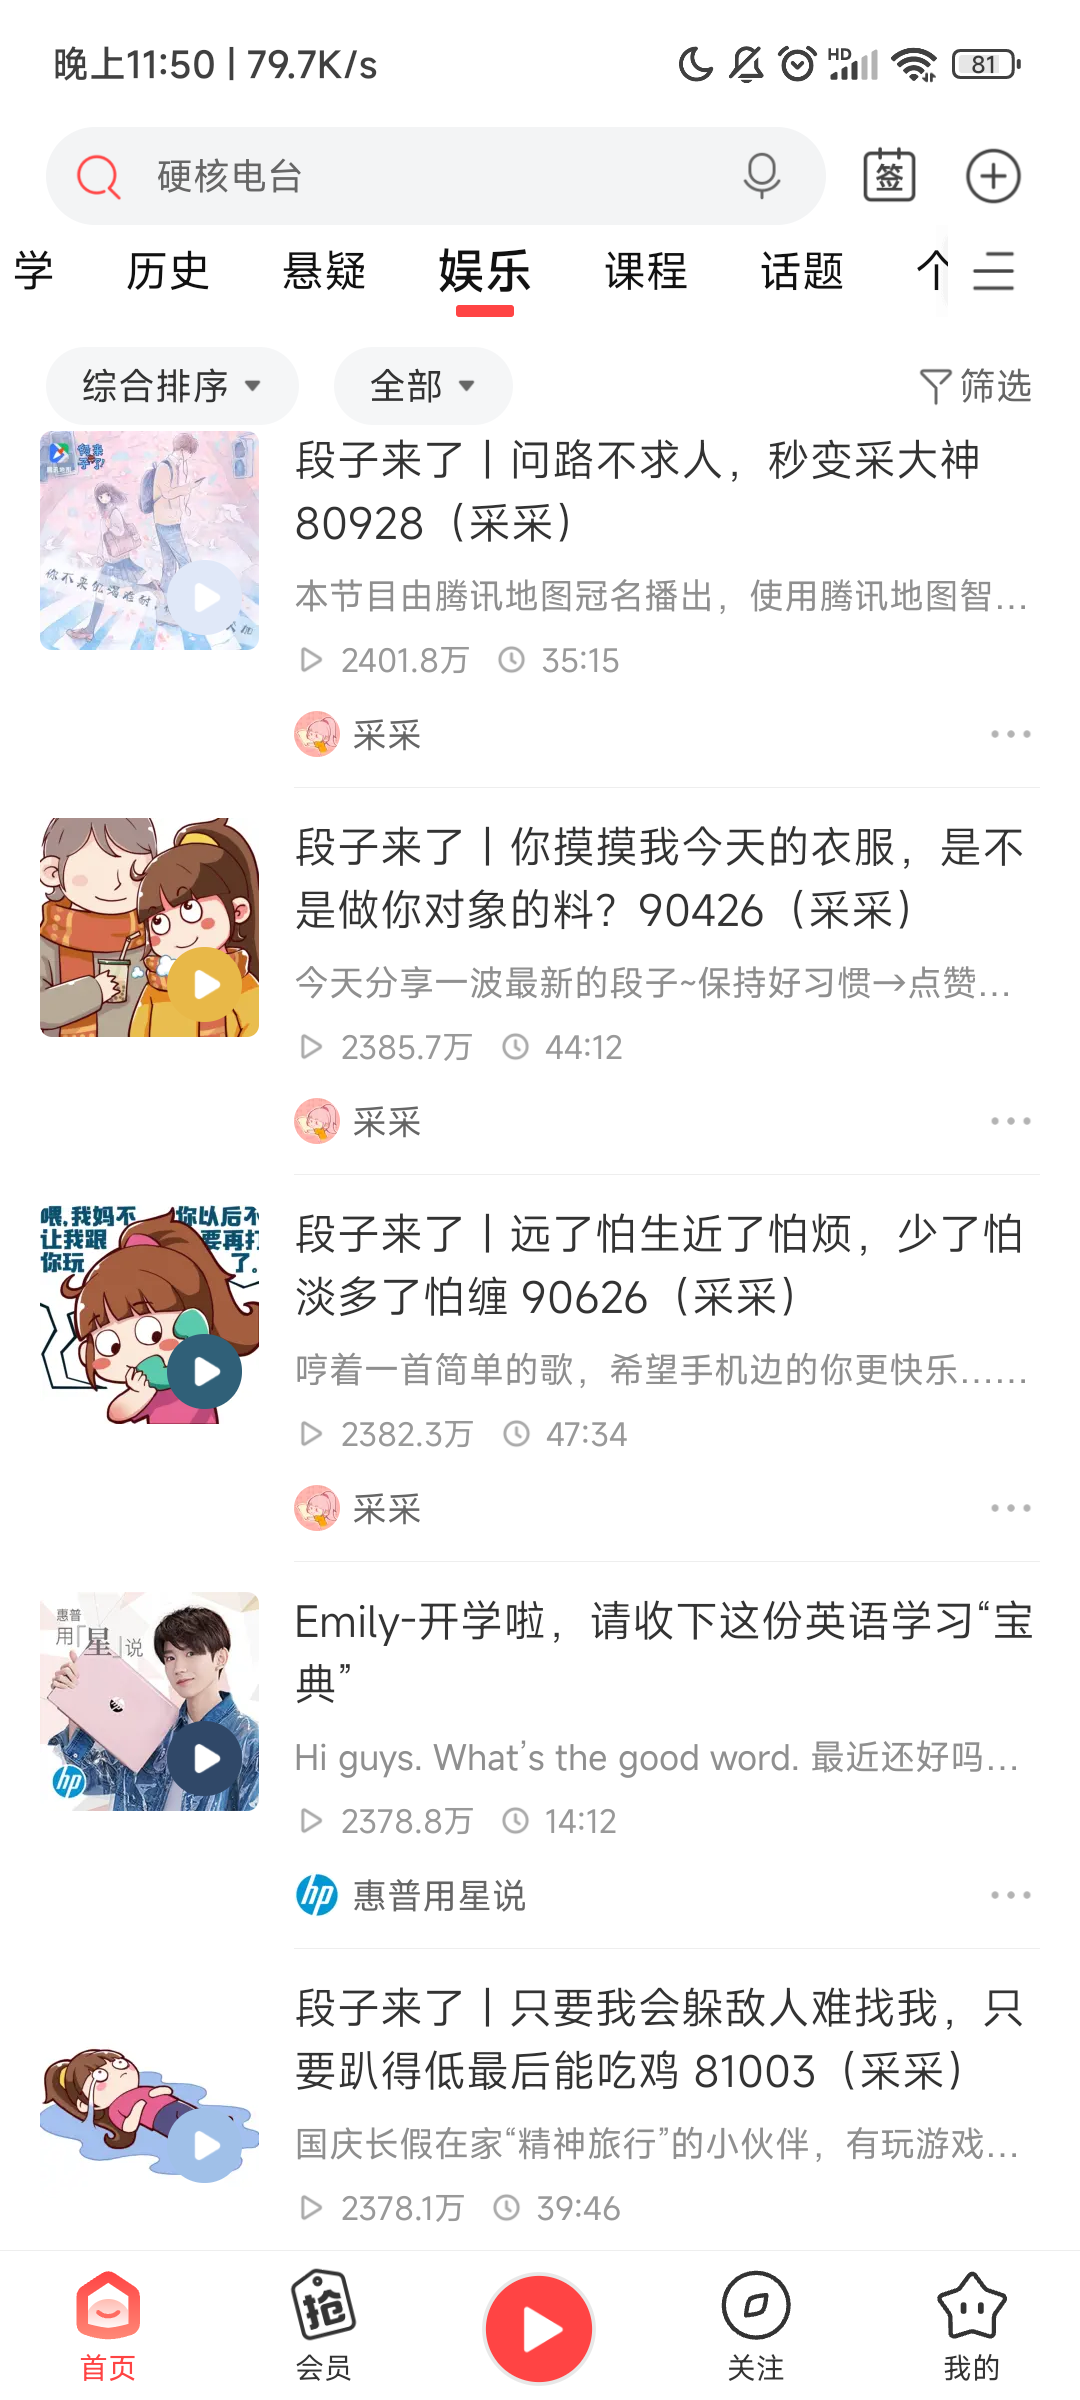 晚上11:50 | 79.7K/s
HD
81
硬核电台
签
学 历史 悬疑 娱乐 课程 话题 个
综合排序 全部 筛选
段子来了丨问路不求人，秒变采大神
80928（采采）
本节目由腾讯地图冠名播出，使用腾讯地图智...
2401.8万 35:15
采采
段子来了丨你摸摸我今天的衣服，是不
是做你对象的料？90426（采采）
今天分享一波最新的段子~保持好习惯→点赞...
2385.7万 44:12
采采
喂，我妈不
让我跟
你玩
你以后不
要再打
了。
段子来了丨远了怕生近了怕烦，少了怕
淡多了怕缠 90626（采采）
哼着一首简单的歌，希望手机边的你更快乐......
2382.3万 47:34
采采
惠普
用「星」说
hp
Emily-开学啦，请收下这份英语学习“宝
典”
Hi guys. What’s the good word. 最近还好吗...
2378.8万 14:12
hp 惠普用星说
段子来了丨只要我会躲敌人难找我，只
要趴得低最后能吃鸡 81003（采采）
国庆长假在家“精神旅行”的小伙伴，有玩游戏...
2378.1万 39:46
抢
首页 会员 关注 我的